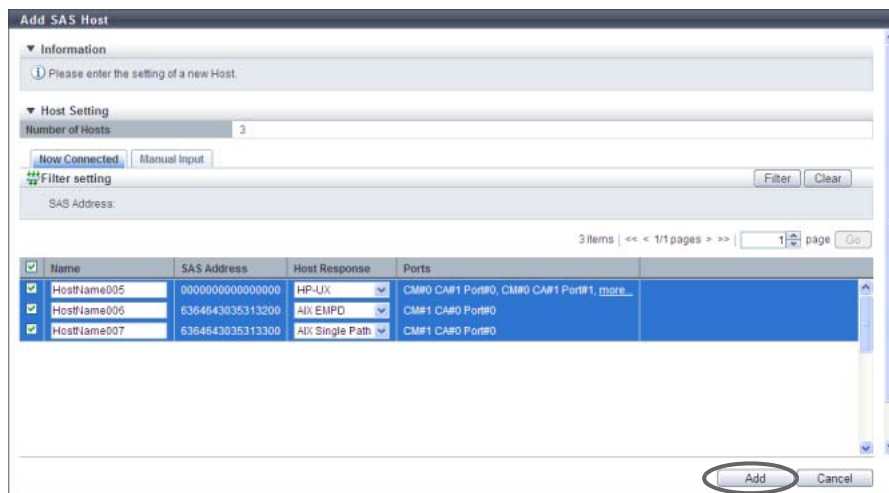 Add SAS Host
Information
Please enter the setting of a new Host.
Host Setting
Number of Hosts 3
Now Connected Manual Input
Filter setting Filter Clear
SAS Address:
3 items | << < 1/1 pages > >> | 1 page Go
Name SAS Address Host Response Ports
HostName005 0000000000000000 HP-UX CM#0 CA#1 Port#0, CM#0 CA#1 Port#1, more...
HostName006 6364643035313200 AIX EMPD CM#1 CA#0 Port#0
HostName007 6364643035313300 AIX Single Path CM#1 CA#0 Port#0
Add Cancel